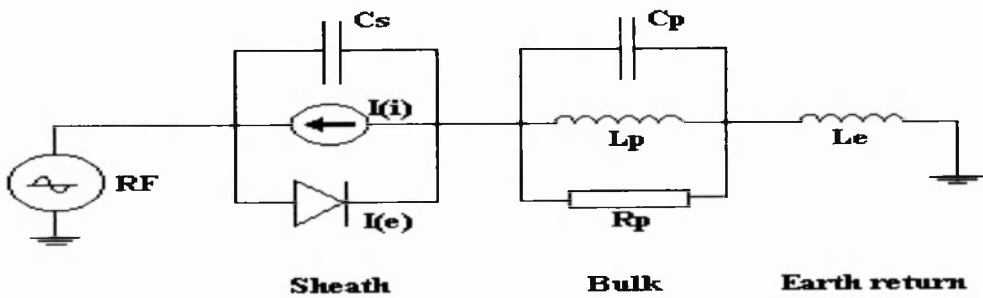 Cs
Cp
I(i)
Lp
Le
RF
I(e)
Rp
Sheath
Bulk
Earth return